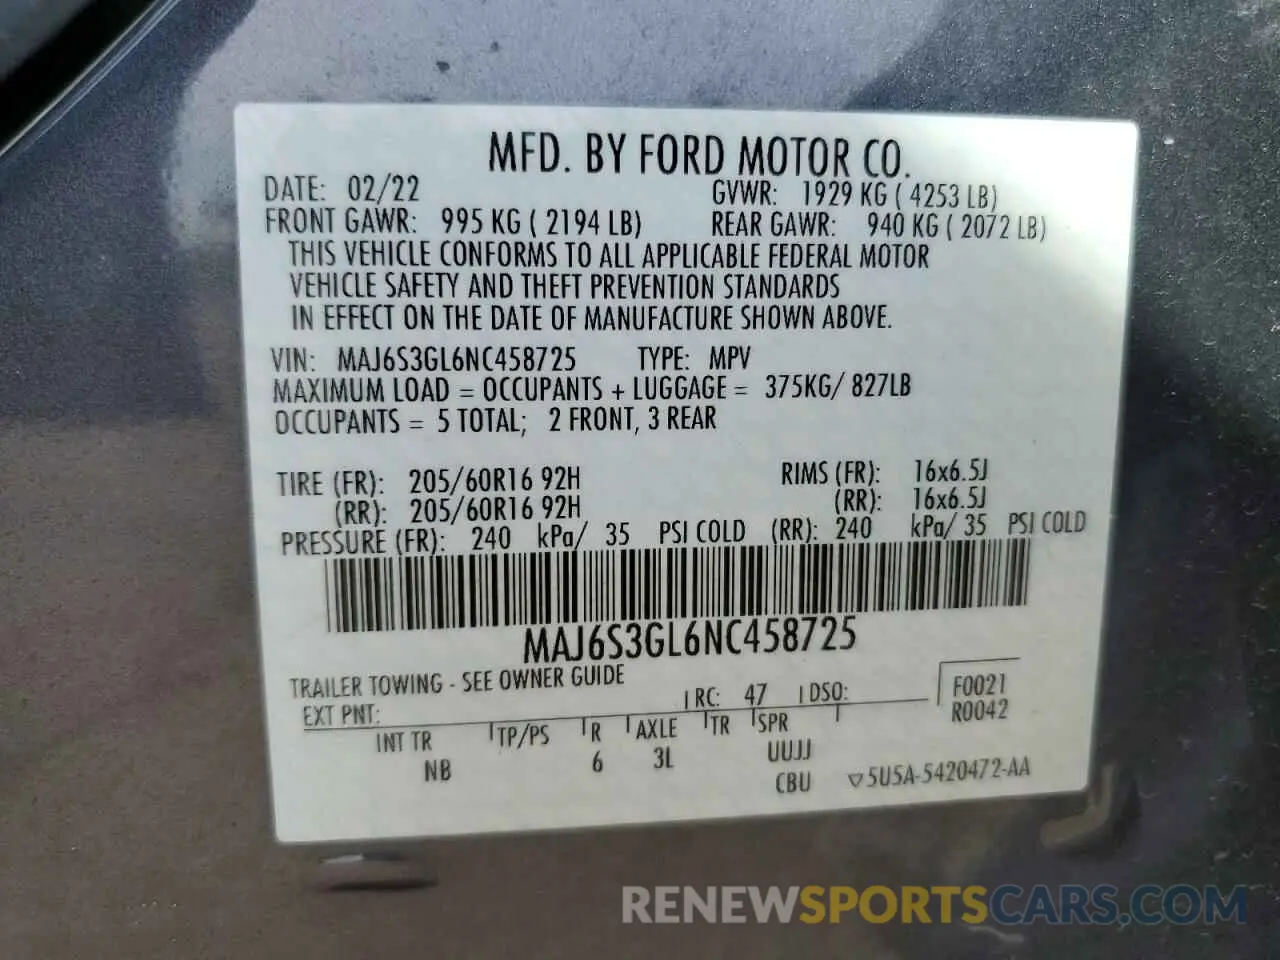 MFD. BY FORD MOTOR CO.
DATE: 02/22 GVWR: 1929 KG ( 4253 LB)
FRONT GAWR: 995 KG ( 2194 LB) REAR GAWR: 940 KG ( 2072 LB)
THIS VEHICLE CONFORMS TO ALL APPLICABLE FEDERAL MOTOR
VEHICLE SAFETY AND THEFT PREVENTION STANDARDS
IN EFFECT ON THE DATE OF MANUFACTURE SHOWN ABOVE.
VIN: MAJ6S3GL6NC458725 TYPE: MPV
MAXIMUM LOAD = OCCUPANTS + LUGGAGE = 375KG/ 827LB
OCCUPANTS = 5 TOTAL; 2 FRONT, 3 REAR
TIRE (FR): 205/60R16 92H RIMS (FR): 16x6.5J
(RR): 205/60R16 92H (RR): 16x6.5J
PRESSURE (FR): 240 kPa/ 35 PSI COLD (RR): 240 kPa/ 35 PSI COLD
MAJ6S3GL6NC458725
TRAILER TOWING - SEE OWNER GUIDE
EXT PNT: RC: 47 DSO: F0021
R0042
INT TR TP/PS R AXLE TR SPR
NB 6 3L UUJJ
CBU ▽5U5A-5420472-AA
RENEWSPORTSCARS.COM